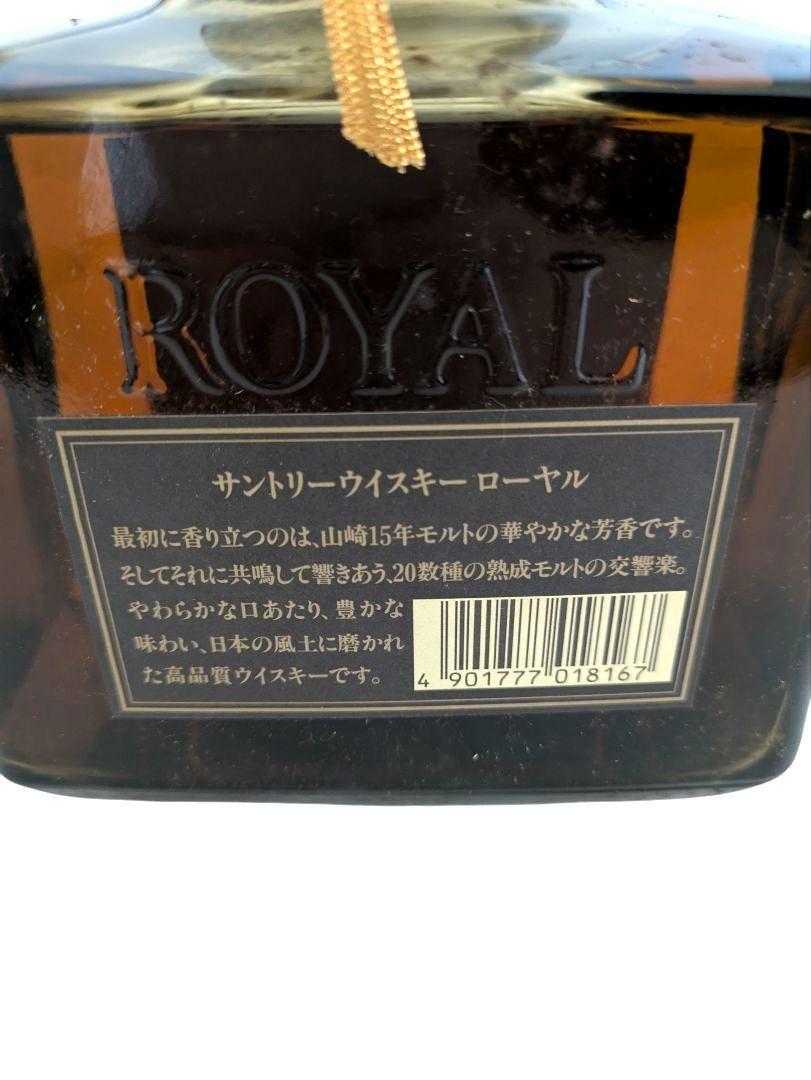 ROYAL
サントリーウイスキー ローヤル
最初に香り立つのは、山崎15年モルトの華やかな芳香です。
そしてそれに共鳴して響きあう、20数種の熟成モルトの交響楽。
やわらかな口あたり、豊かな
味わい、日本の風土に磨かれ
た高品質ウイスキーです。
4 901777 018167